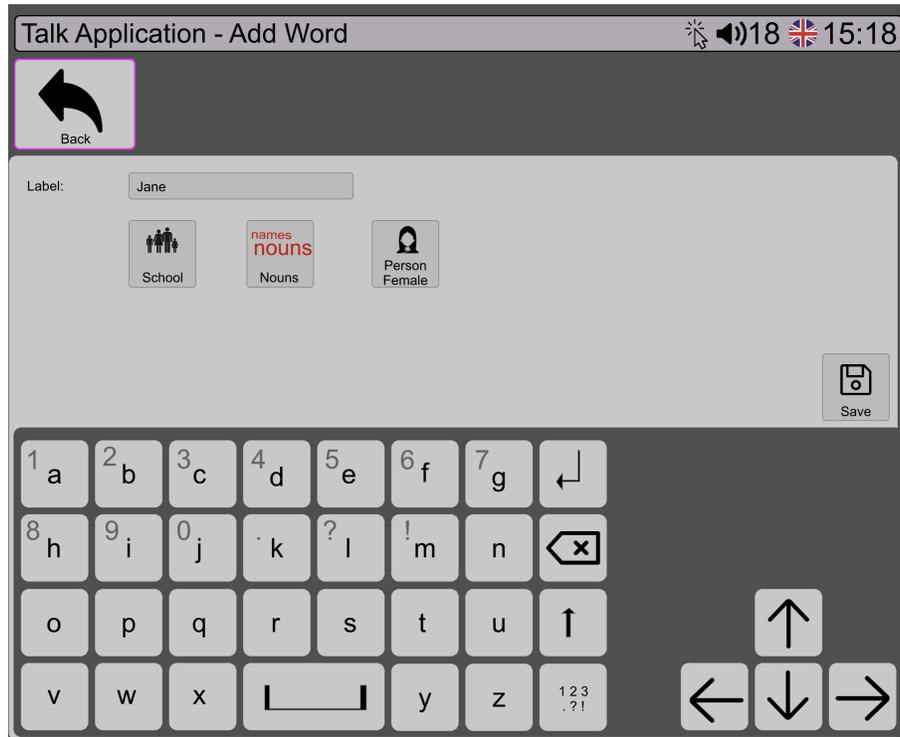 Talk Application - Add Word 18 15:18
Back
Label: Jane
names
nouns
School Nouns Person
Female
Save
1 a 2 b 3 c 4 d 5 e 6 f 7 g
8 h 9 i 0 j . k ? l ! m n
o p q r s t u
v w x y z 1 2 3
. ? !